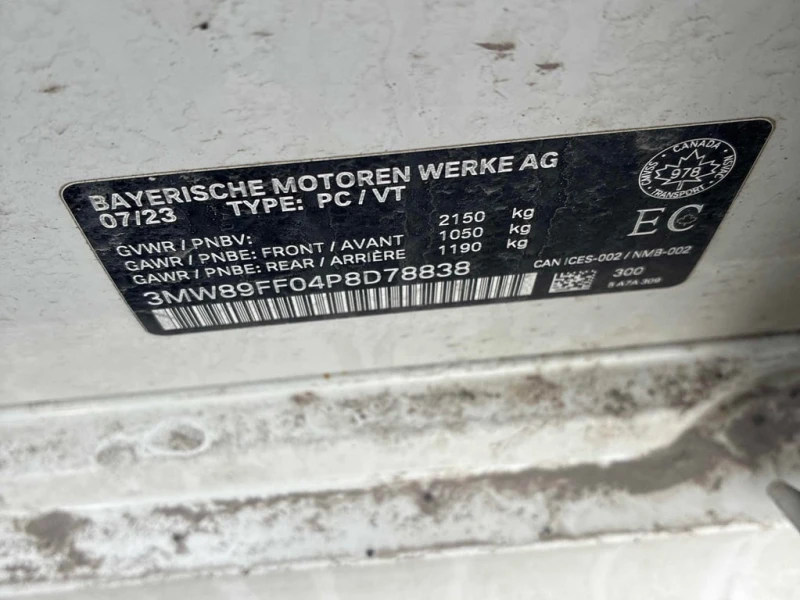 BAYERISCHE MOTOREN WERKE AG
07/23 TYPE: PC / VT
GVWR / PNBV: 2150 kg
GAWR / PNBE: FRONT / AVANT 1050 kg
GAWR / PNBE: REAR / ARRIÈRE 1190 kg
3MW89FF04P8D78838
CANADA
978
TRANSPORT
EC
CAN ICES-002 / NMB-002
300